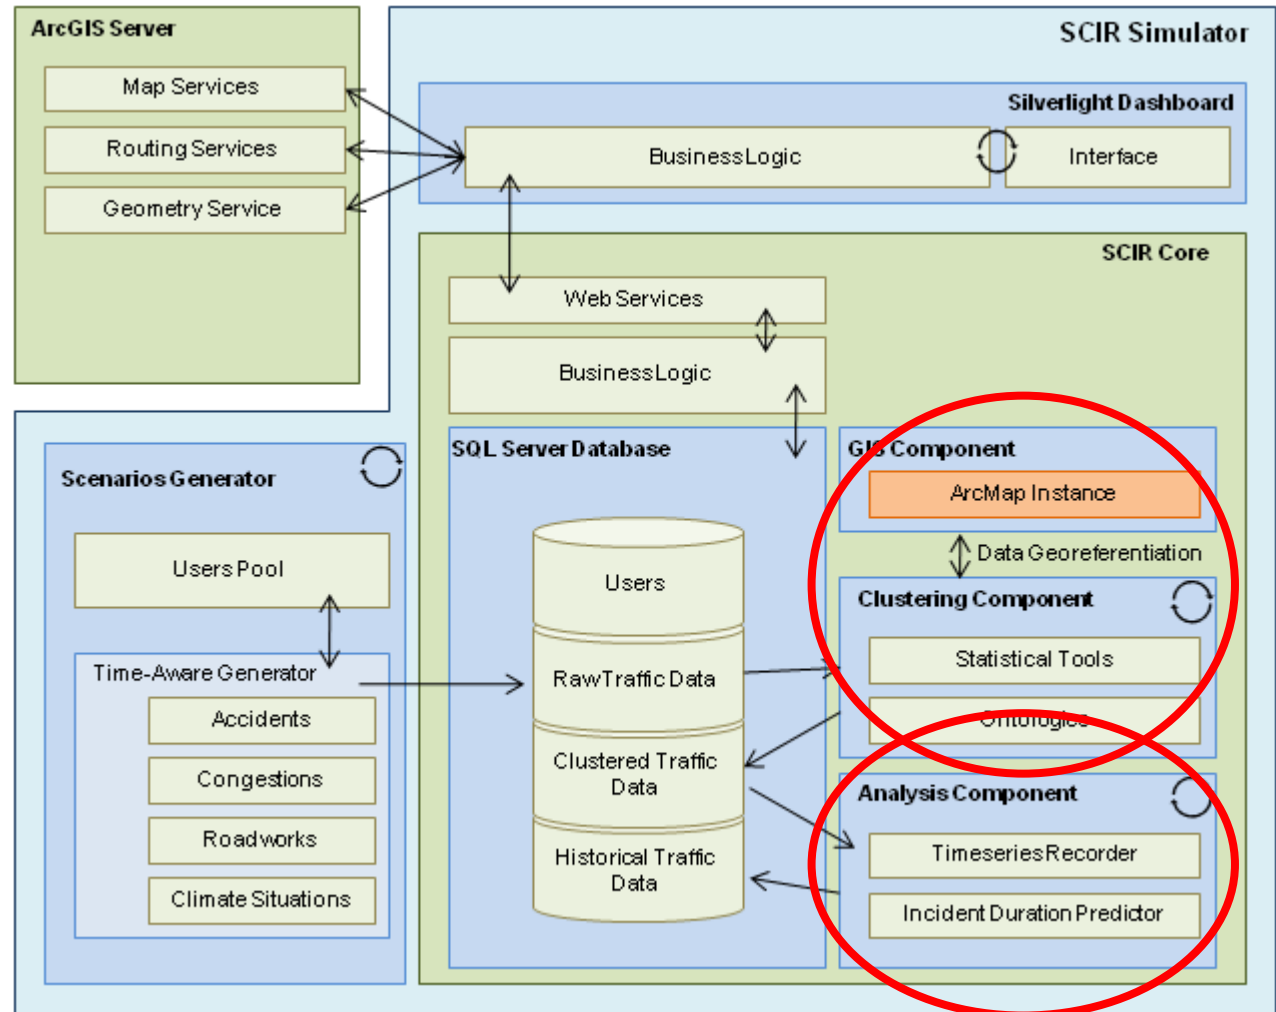 ArcGIS Server
Map Services
Routing Services
Geometry Service
SCIR Simulator
Silverlight Dashboard
BusinessLogic
Interface
SCIR Core
Web Services
BusinessLogic
SQL Server Database
Users
RawTraffic Data
Clustered Traffic
Data
Historical Traffic
Data
GIS Component
ArcMap Instance
Data Georeferentiation
Clustering Component
Statistical Tools
Ontologies
Analysis Component
Timeseries Recorder
Incident Duration Predictor
Scenarios Generator
Users Pool
Time-Aware Generator
Accidents
Congestions
Roadworks
Climate Situations